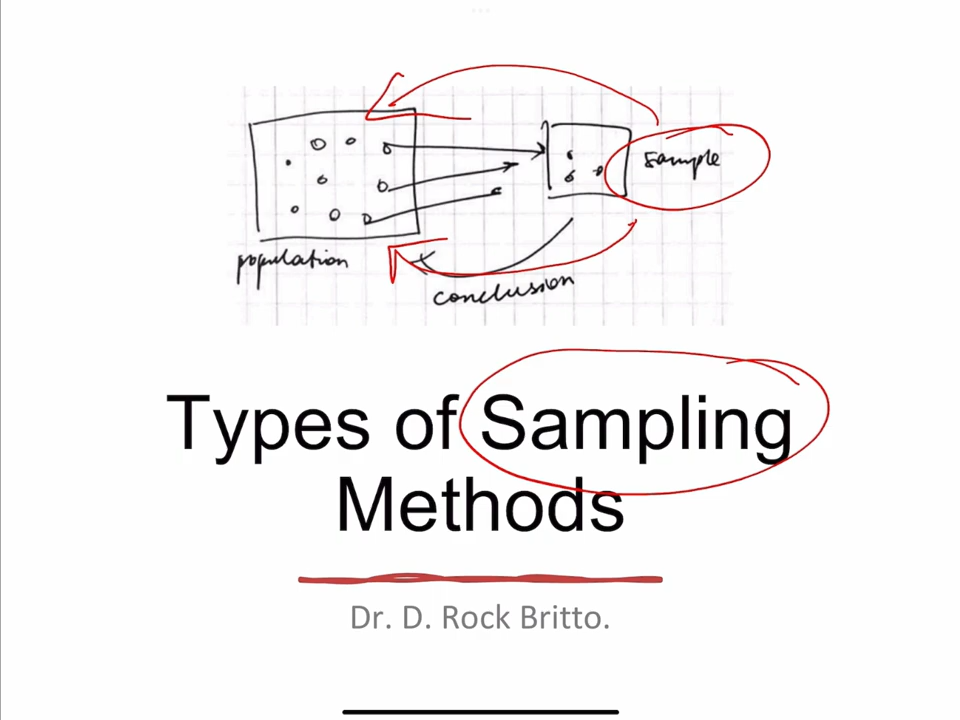 sample
population
conclusion
Types of Sampling
Methods
Dr. D. Rock Britto.